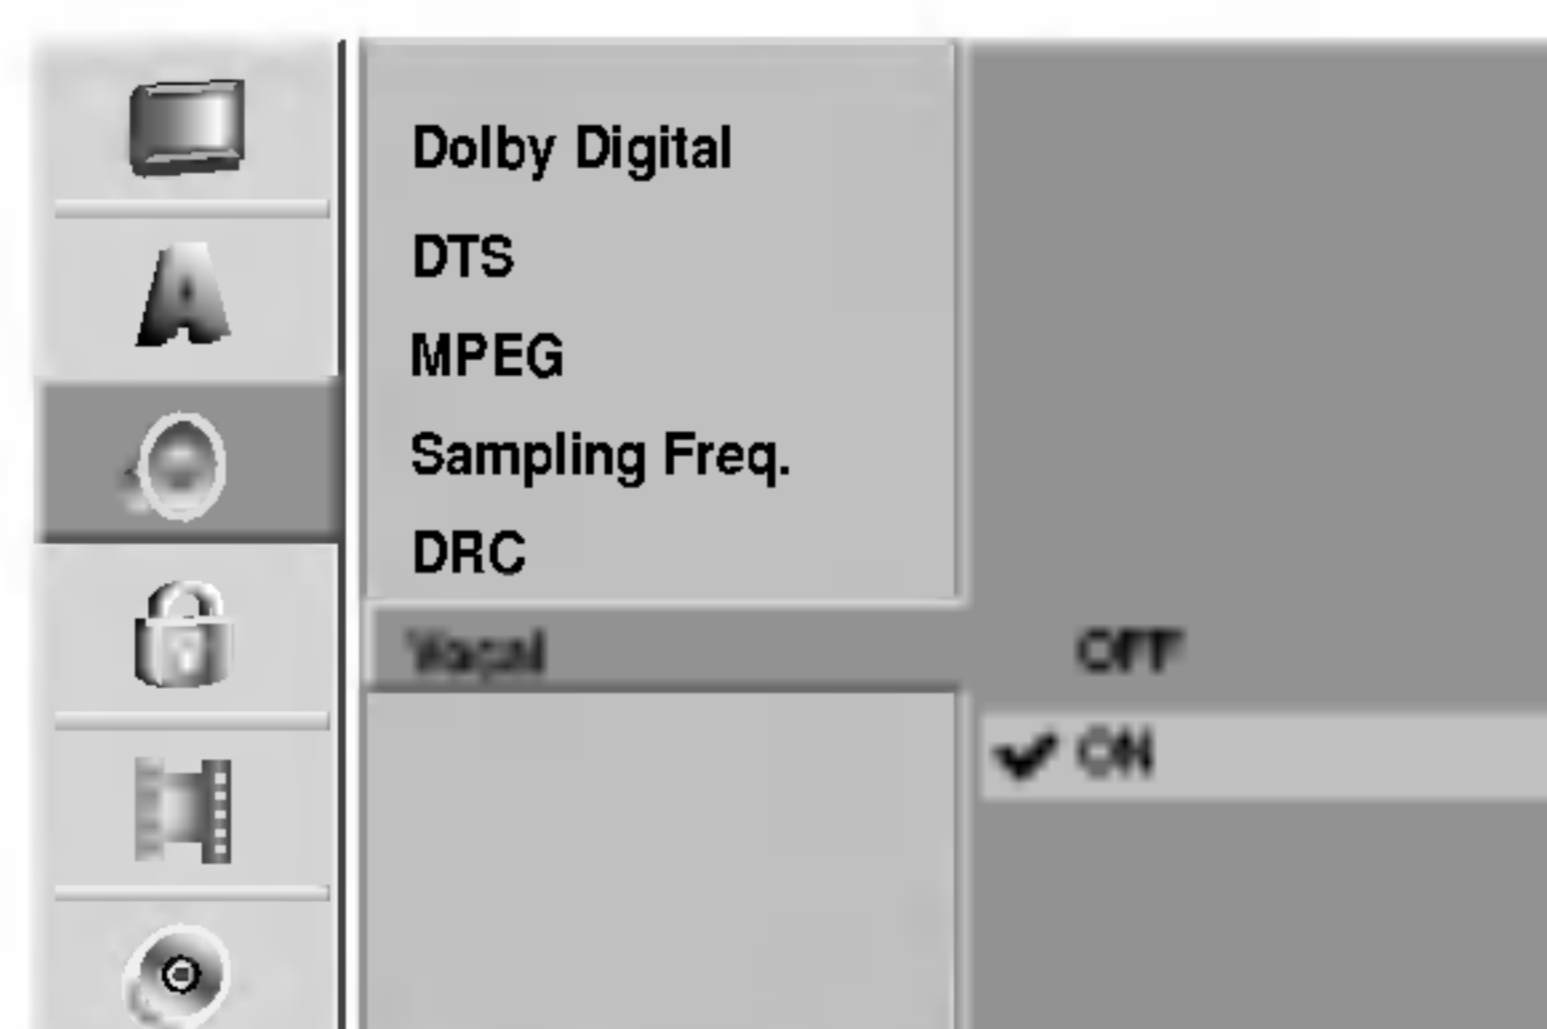 Dolby Digital
DTS
MPEG
Sampling Freq.
DRC
Vocal OFF
✔ ON